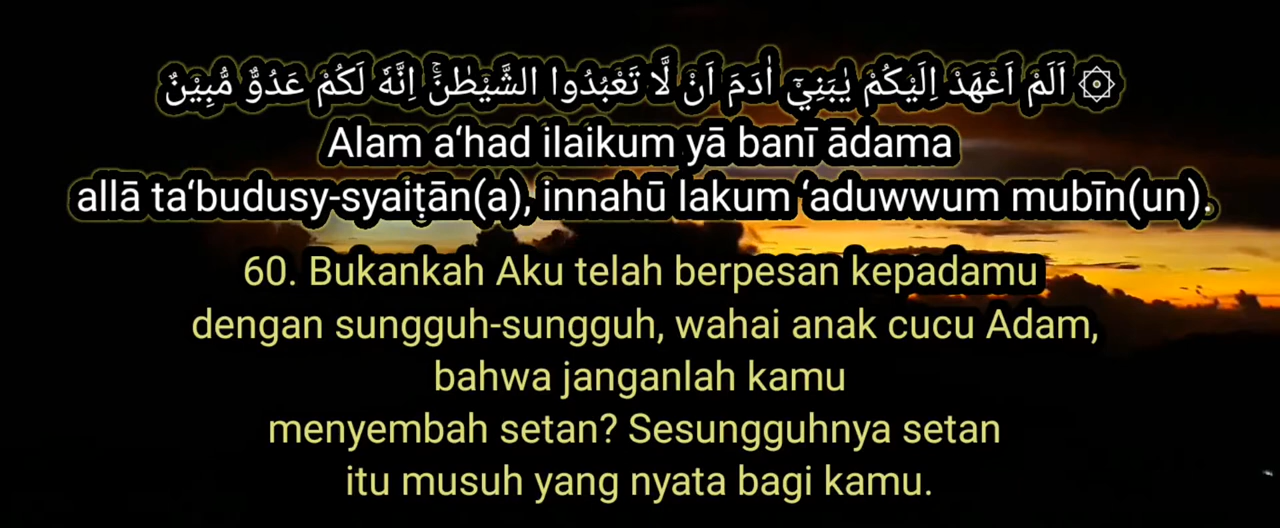 ۞ اَلَمْ اَعْهَدْ اِلَيْكُمْ يٰبَنِيْٓ اٰدَمَ اَنْ لَّا تَعْبُدُوا الشَّيْطٰنَۚ اِنَّهٗ لَكُمْ عَدُوٌّ مُّبِيْنٌ
Alam a‘had ilaikum yā banī ādama
allā ta‘budusy-syaiṭān(a), innahū lakum ‘aduwwum mubīn(un).
60. Bukankah Aku telah berpesan kepadamu
dengan sungguh-sungguh, wahai anak cucu Adam,
bahwa janganlah kamu
menyembah setan? Sesungguhnya setan
itu musuh yang nyata bagi kamu.